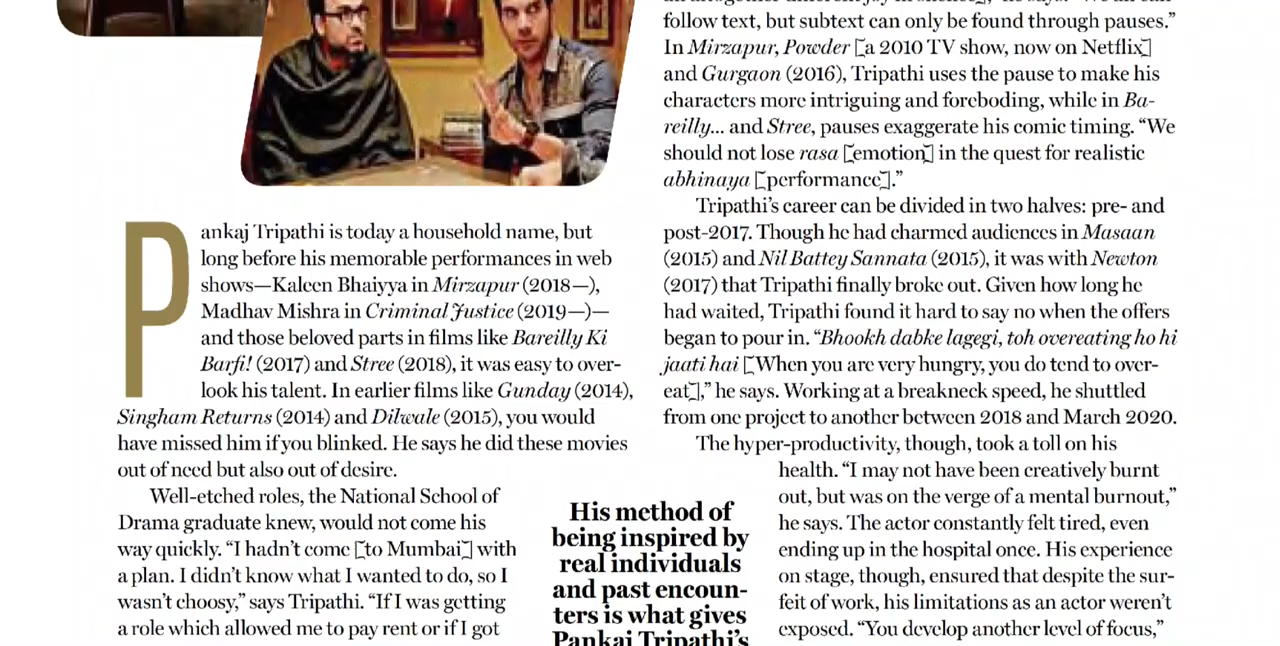 Pankaj Tripathi is today a household name, but
long before his memorable performances in web
shows—Kaleen Bhaiyya in Mirzapur (2018—),
Madhav Mishra in Criminal Justice (2019—)—
and those beloved parts in films like Bareilly Ki
Barfi! (2017) and Stree (2018), it was easy to over-
look his talent. In earlier films like Gunday (2014),
Singham Returns (2014) and Dilwale (2015), you would
have missed him if you blinked. He says he did these movies
out of need but also out of desire.
Well-etched roles, the National School of
Drama graduate knew, would not come his
way quickly. “I hadn’t come [to Mumbai] with
a plan. I didn’t know what I wanted to do, so I
wasn’t choosy,” says Tripathi. “If I was getting
a role which allowed me to pay rent or if I got
His method of
being inspired by
real individuals
and past encoun-
ters is what gives
Pankaj Tripathi’s
follow text, but subtext can only be found through pauses.”
In Mirzapur, Powder [a 2010 TV show, now on Netflix]
and Gurgaon (2016), Tripathi uses the pause to make his
characters more intriguing and foreboding, while in Ba-
reilly... and Stree, pauses exaggerate his comic timing. “We
should not lose rasa [emotion] in the quest for realistic
abhinaya [performance].”
Tripathi’s career can be divided in two halves: pre- and
post-2017. Though he had charmed audiences in Masaan
(2015) and Nil Battey Sannata (2015), it was with Newton
(2017) that Tripathi finally broke out. Given how long he
had waited, Tripathi found it hard to say no when the offers
began to pour in. “Bhookh dabke lagegi, toh overeating ho hi
jaati hai [When you are very hungry, you do tend to over-
eat],” he says. Working at a breakneck speed, he shuttled
from one project to another between 2018 and March 2020.
The hyper-productivity, though, took a toll on his
health. “I may not have been creatively burnt
out, but was on the verge of a mental burnout,”
he says. The actor constantly felt tired, even
ending up in the hospital once. His experience
on stage, though, ensured that despite the sur-
feit of work, his limitations as an actor weren’t
exposed. “You develop another level of focus,”